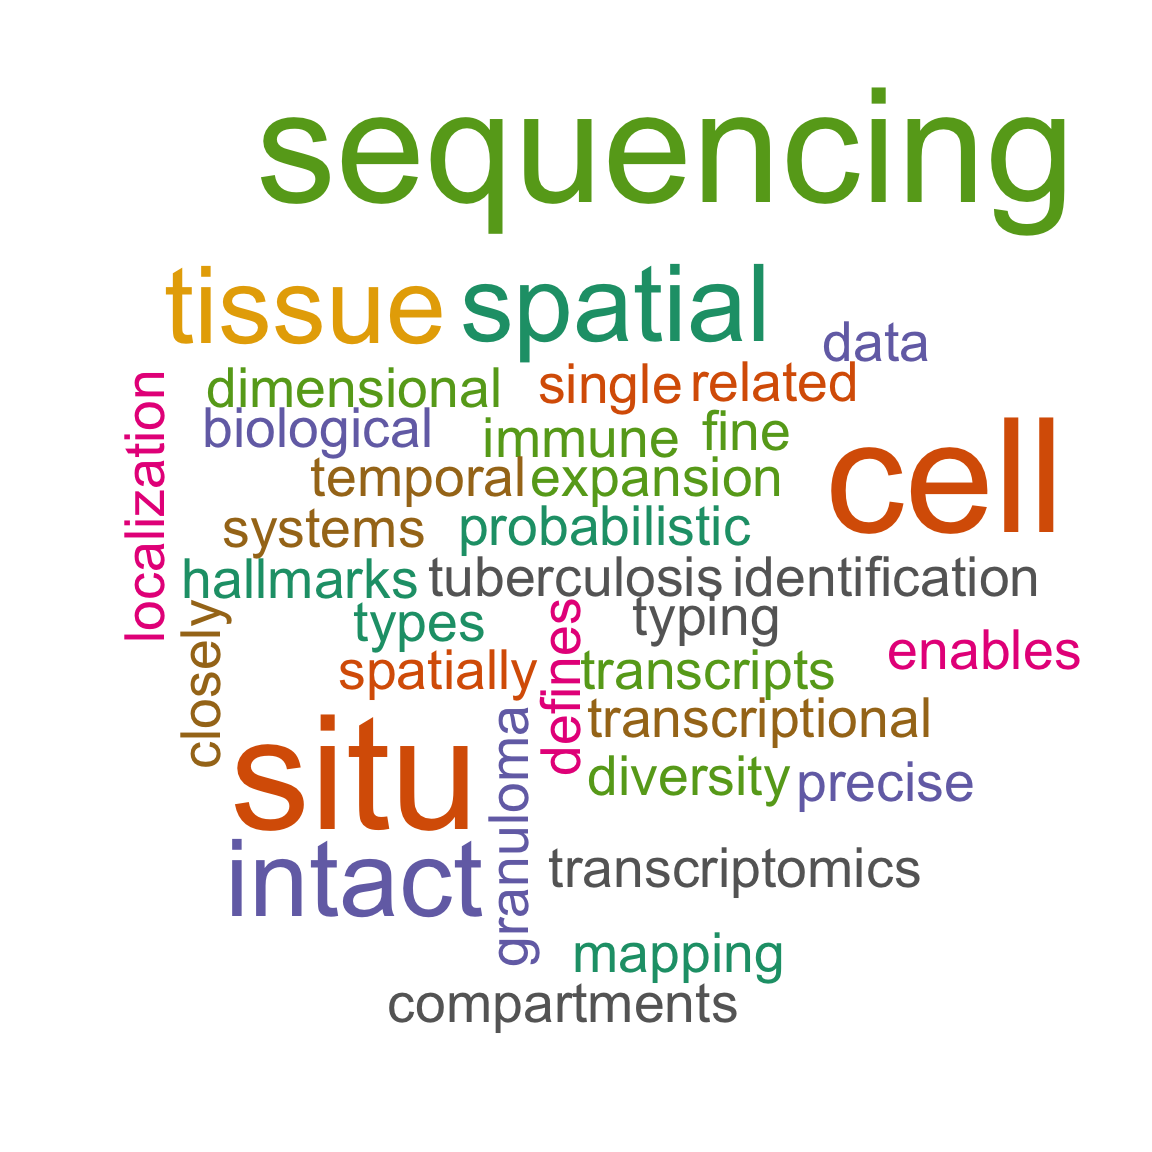 sequencing
tissue spatial
data
dimensional single related
biological immune fine
localization
temporal expansion
cell
systems probabilistic
hallmarks tuberculosis identification
types typing
closely
defines
enables
spatially transcripts
transcriptional
situ
granuloma
diversity precise
intact
transcriptomics
mapping
compartments